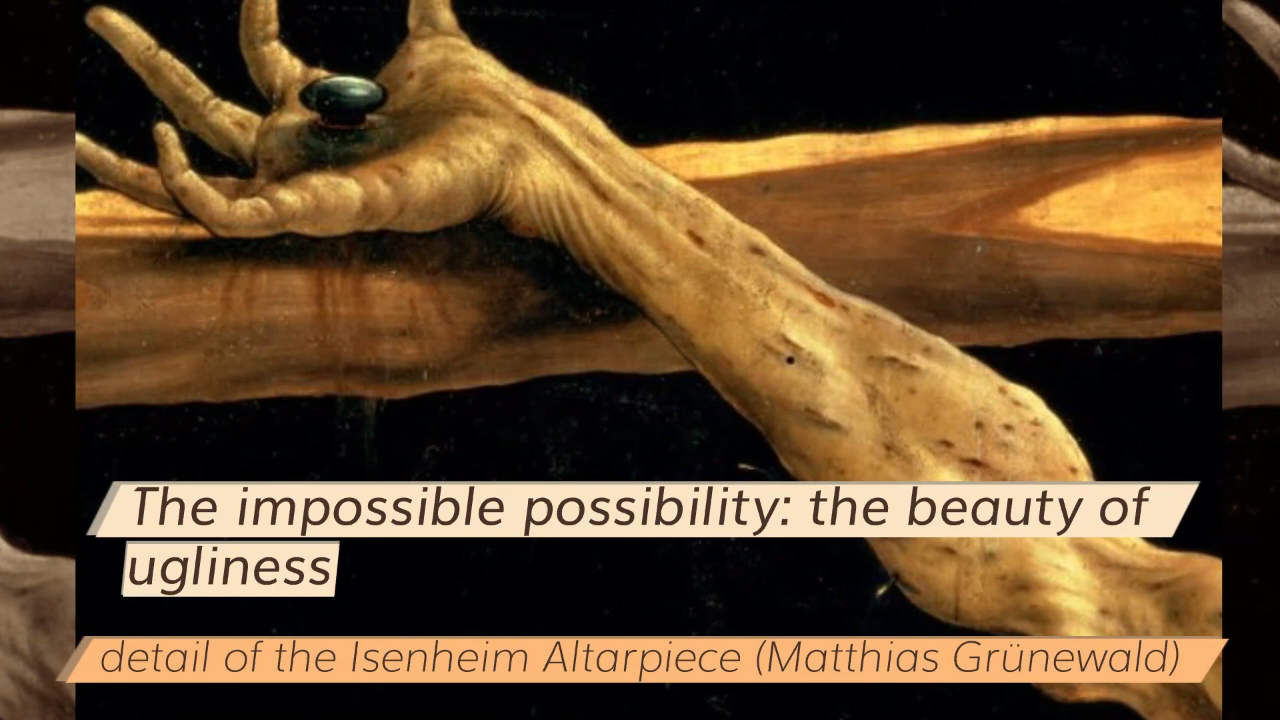 The impossible possibility: the beauty of
ugliness
detail of the Isenheim Altarpiece (Matthias Grünewald)